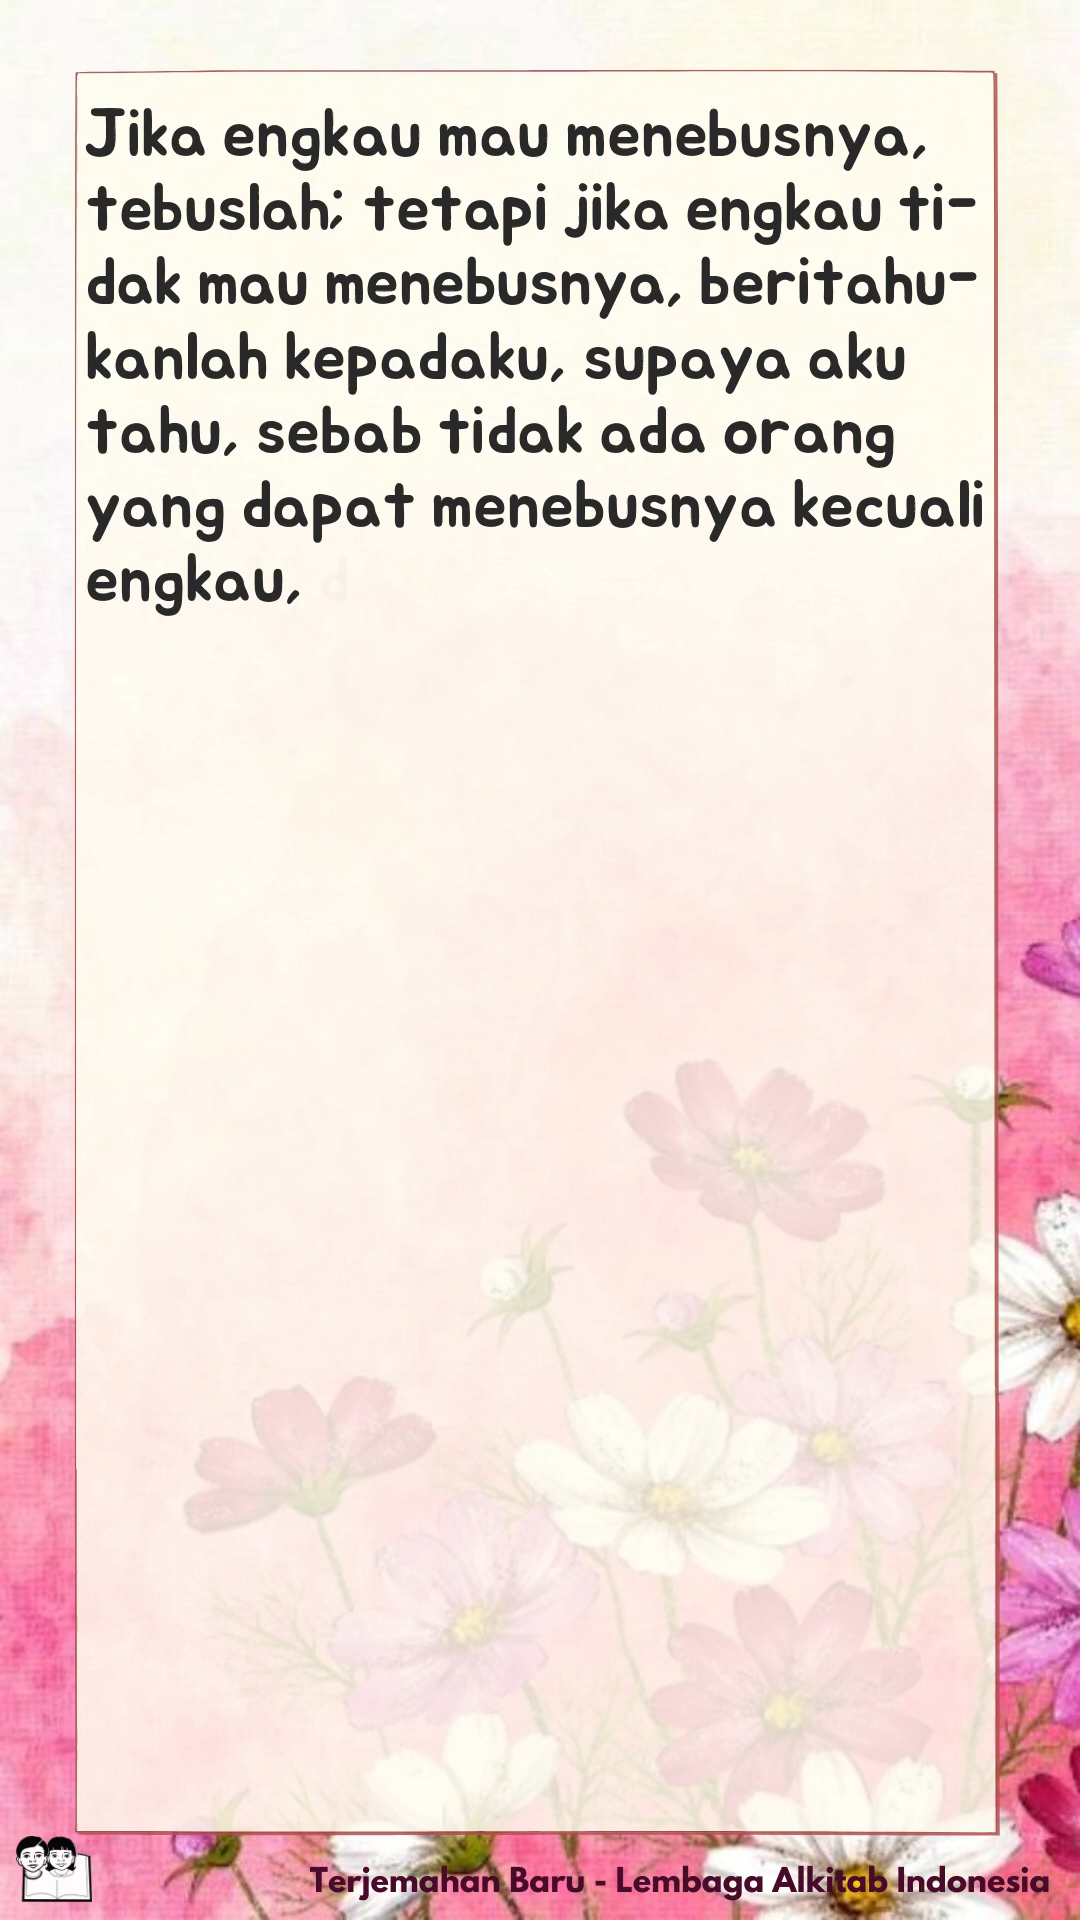 Jika engkau mau menebusnya,
tebuslah; tetapi jika engkau ti-
dak mau menebusnya, beritahu-
kanlah kepadaku, supaya aku
tahu, sebab tidak ada orang
yang dapat menebusnya kecuali
engkau, d
Terjemahan Baru - Lembaga Alkitab Indonesia